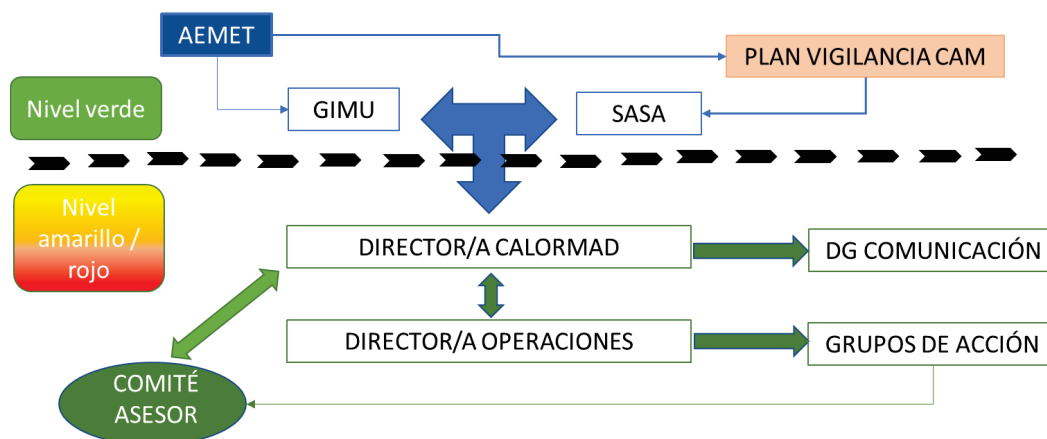 AEMET
PLAN VIGILANCIA CAM
Nivel verde
GIMU
SASA
Nivel
amarillo /
rojo
DIRECTOR/A CALORMAD
DG COMUNICACIÓN
DIRECTOR/A OPERACIONES
GRUPOS DE ACCIÓN
COMITÉ
ASESOR